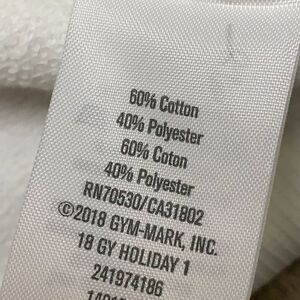 60% Cotton
40% Polyester
60% Coton
40% Polyester
RN70530/CA31802
©2018 GYM-MARK, INC.
18 GY HOLIDAY 1
241974186